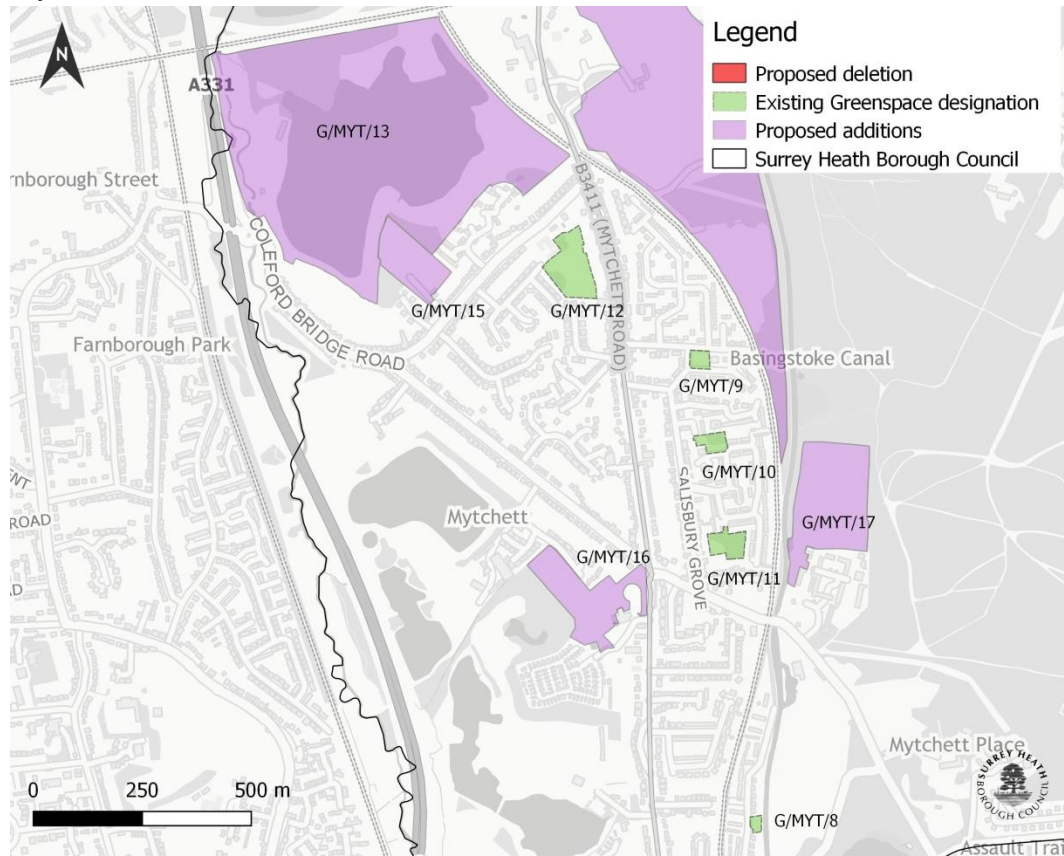 N
A331
Legend
Proposed deletion
Existing Greenspace designation
Proposed additions
Surrey Heath Borough Council
G/MYT/13
rnborough Street
COLEFORD BRIDGE ROAD
B3411 (MYTCHETT ROAD)
G/MYT/15
G/MYT/12
Farnborough Park
Basingstoke Canal
G/MYT/9
G/MYT/10
ENT
ROAD
Mytchett
SALISBURY GROVE
G/MYT/17
G/MYT/16
G/MYT/11
AD
Mytchett Place
SURREY HEATH
BOROUGH COUNCIL
0 250 500 m
G/MYT/8
Assault Tra